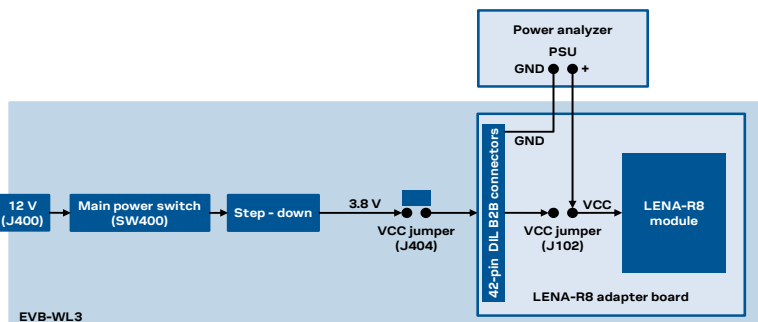 Power analyzer
PSU
GND
+
GND
42-pin DIL B2B connectors
12 V
(J400)
Main power switch
(SW400)
Step - down
3.8 V
VCC jumper
(J404)
VCC jumper
(J102)
VCC
LENA-R8
module
LENA-R8 adapter board
EVB-WL3